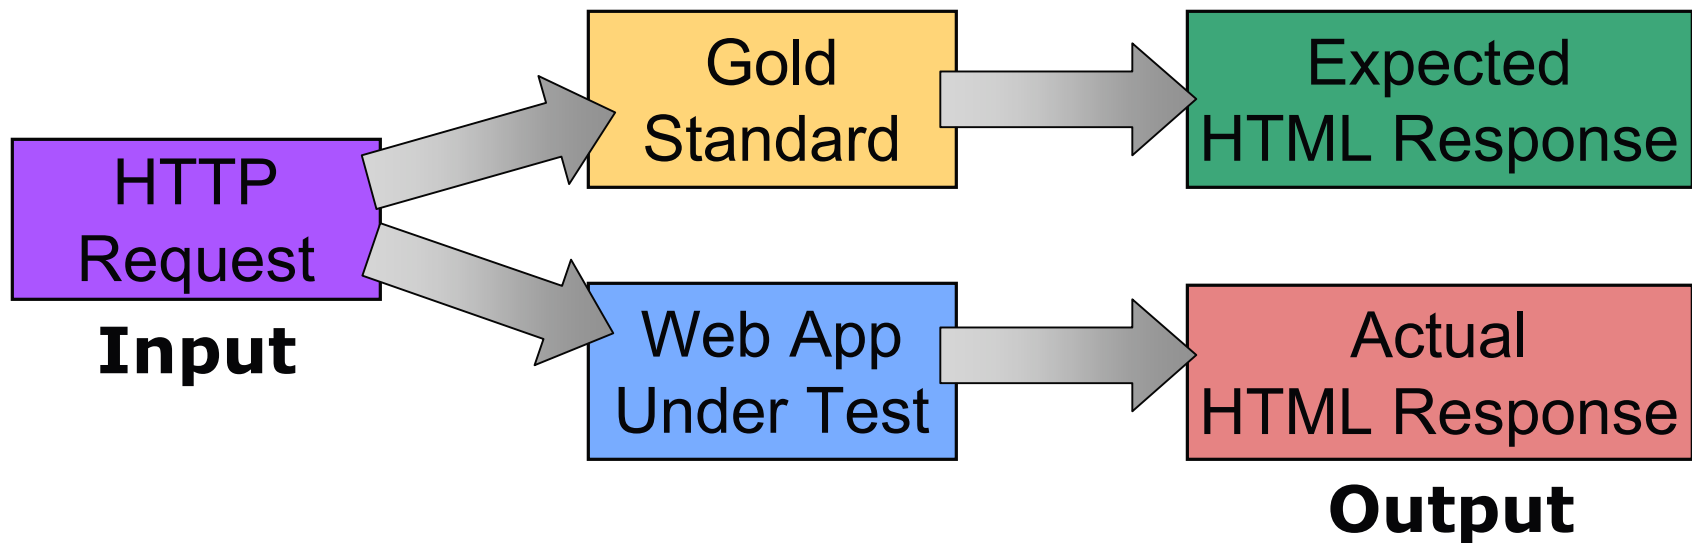 HTTP
Request
Input
Gold
Standard
Web App
Under Test
Expected
HTML Response
Actual
HTML Response
Output